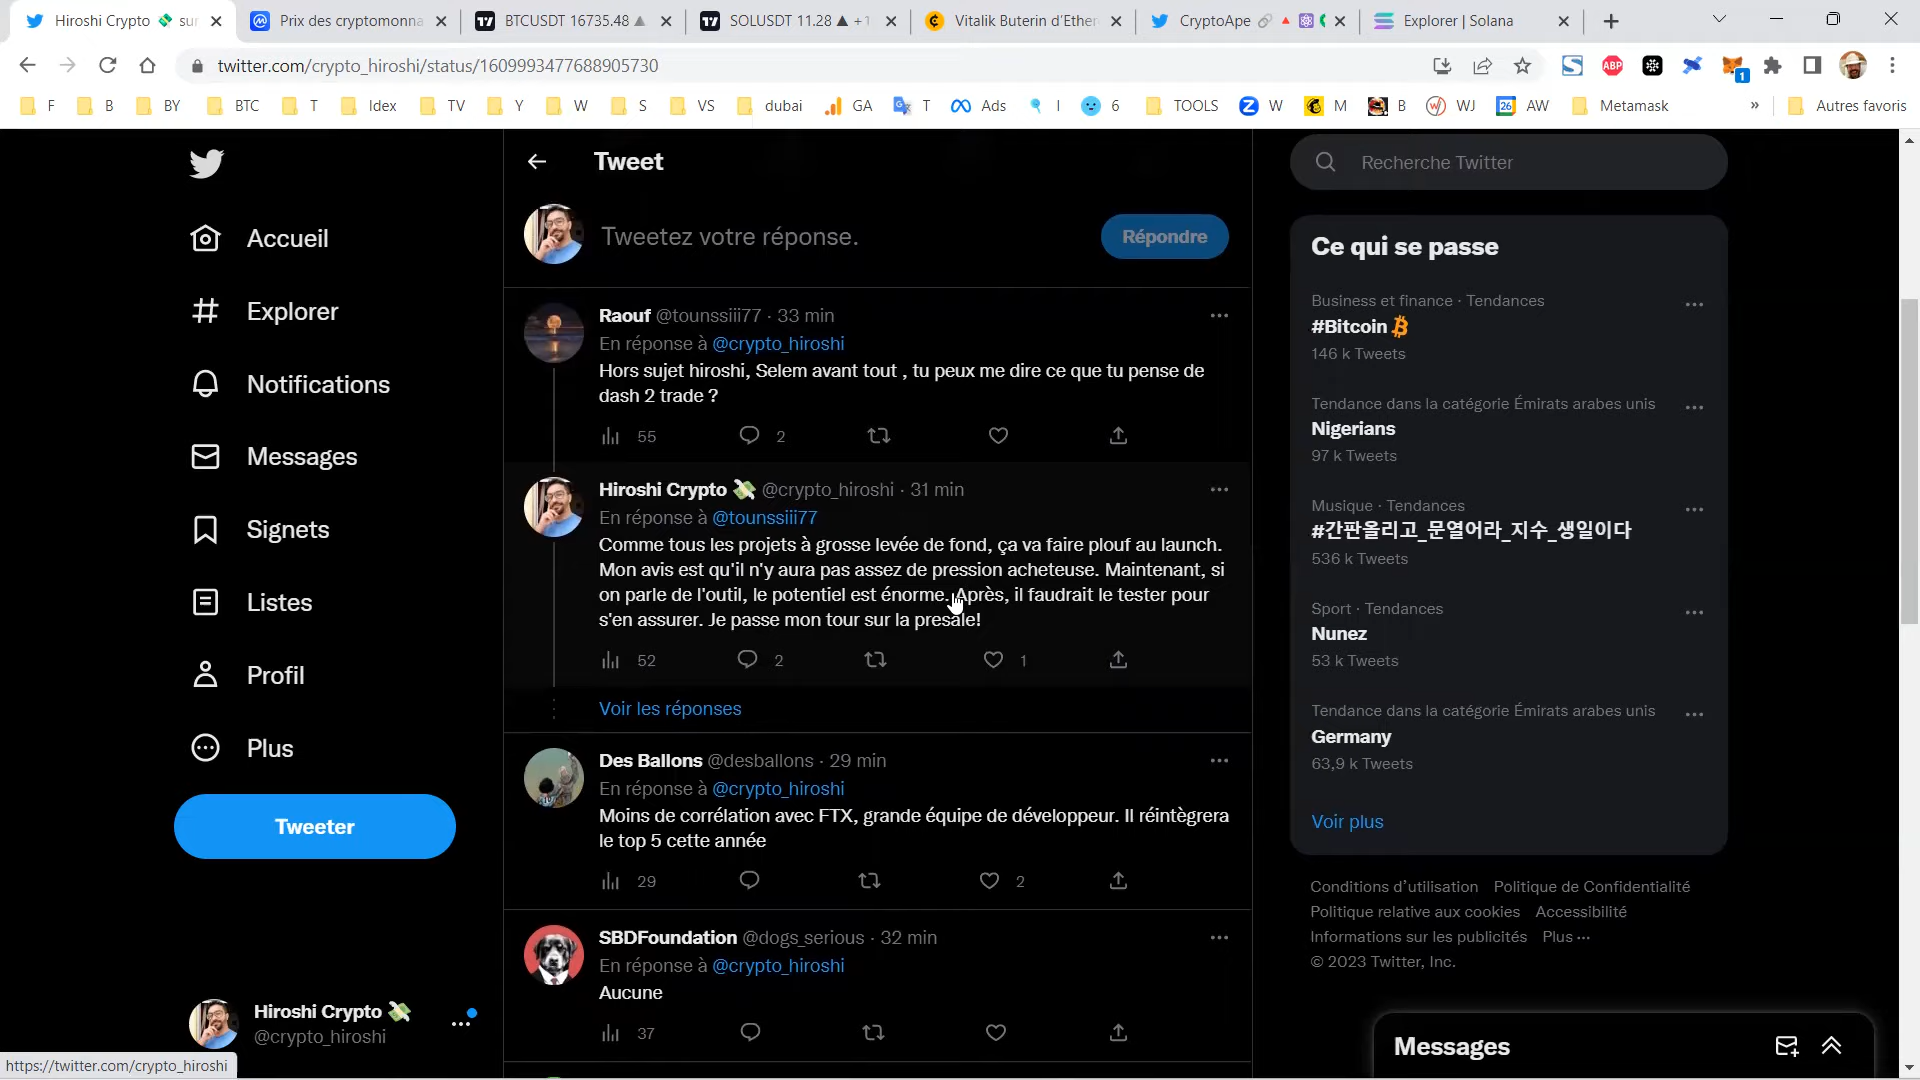 Hiroshi Crypto 💸 sur
Prix des cryptomonna
BTCUSDT 16735.48 ▲
SOLUSDT 11.28 ▲ +1
Vitalik Buterin d'Ether
CryptoApe
Explorer | Solana
twitter.com/crypto_hiroshi/status/1609993477688905730
ABP
1
F B BY BTC T Idex TV Y W S VS dubai GA T Ads I 6 TOOLS W M B WJ 26 AW Metamask » Autres favoris
Tweet
Recherche Twitter
Accueil
Explorer
Notifications
Messages
Signets
Listes
Profil
Plus
Tweeter
Hiroshi Crypto 💸
@crypto_hiroshi
https://twitter.com/crypto_hiroshi
Tweetez votre réponse.
Répondre
Raouf @tounssiii77 · 33 min
En réponse à @crypto_hiroshi
Hors sujet hiroshi, Selem avant tout , tu peux me dire ce que tu pense de
dash 2 trade ?
55 2
Hiroshi Crypto 💸 @crypto_hiroshi · 31 min
En réponse à @tounssiii77
Comme tous les projets à grosse levée de fond, ça va faire plouf au launch.
Mon avis est qu'il n'y aura pas assez de pression acheteuse. Maintenant, si
on parle de l'outil, le potentiel est énorme. Après, il faudrait le tester pour
s'en assurer. Je passe mon tour sur la presale!
52 2 1
Voir les réponses
Des Ballons @desballons · 29 min
En réponse à @crypto_hiroshi
Moins de corrélation avec FTX, grande équipe de développeur. Il réintègrera
le top 5 cette année
29 2
SBDFoundation @dogs_serious · 32 min
En réponse à @crypto_hiroshi
Aucune
37
Ce qui se passe
Business et finance · Tendances
#Bitcoin
146 k Tweets
Tendance dans la catégorie Émirats arabes unis
Nigerians
97 k Tweets
Musique · Tendances
#간판올리고_문열어라_지수_생일이다
536 k Tweets
Sport · Tendances
Nunez
53 k Tweets
Tendance dans la catégorie Émirats arabes unis
Germany
63,9 k Tweets
Voir plus
Conditions d'utilisation Politique de Confidentialité
Politique relative aux cookies Accessibilité
Informations sur les publicités Plus ···
© 2023 Twitter, Inc.
Messages